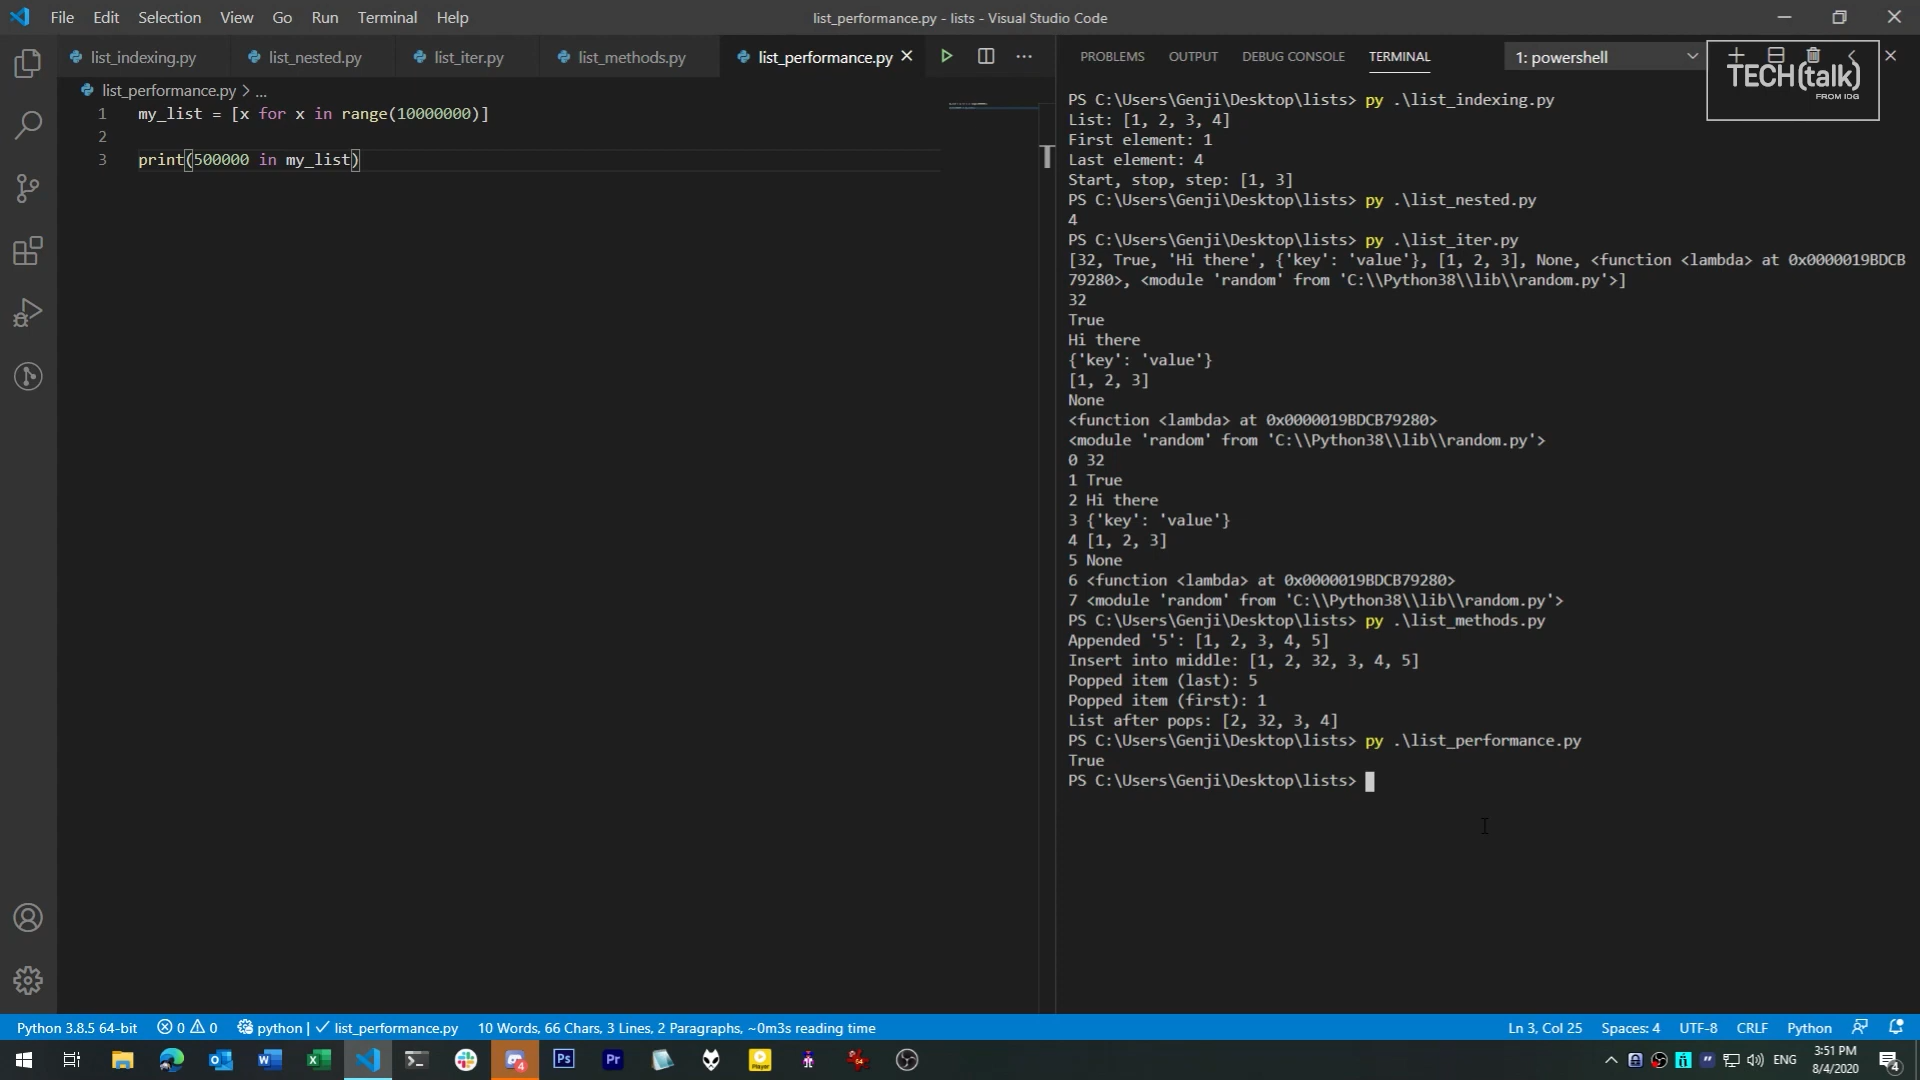 File Edit Selection View Go Run Terminal Help
list_performance.py - lists - Visual Studio Code
list_indexing.py list_nested.py list_iter.py list_methods.py list_performance.py
PROBLEMS OUTPUT DEBUG CONSOLE TERMINAL 1: powershell
TECH(talk)
FROM IDG
list_performance.py > ...
1 my_list = [x for x in range(10000000)]
2
3 print(500000 in my_list)
PS C:\Users\Genji\Desktop\lists> py .\list_indexing.py
List: [1, 2, 3, 4]
First element: 1
Last element: 4
Start, stop, step: [1, 3]
PS C:\Users\Genji\Desktop\lists> py .\list_nested.py
4
PS C:\Users\Genji\Desktop\lists> py .\list_iter.py
[32, True, 'Hi there', {'key': 'value'}, [1, 2, 3], None, <function <lambda> at 0x0000019BDCB
79280>, <module 'random' from 'C:\\Python38\\lib\\random.py'>]
32
True
Hi there
{'key': 'value'}
[1, 2, 3]
None
<function <lambda> at 0x0000019BDCB79280>
<module 'random' from 'C:\\Python38\\lib\\random.py'>
0 32
1 True
2 Hi there
3 {'key': 'value'}
4 [1, 2, 3]
5 None
6 <function <lambda> at 0x0000019BDCB79280>
7 <module 'random' from 'C:\\Python38\\lib\\random.py'>
PS C:\Users\Genji\Desktop\lists> py .\list_methods.py
Appended '5': [1, 2, 3, 4, 5]
Insert into middle: [1, 2, 32, 3, 4, 5]
Popped item (last): 5
Popped item (first): 1
List after pops: [2, 32, 3, 4]
PS C:\Users\Genji\Desktop\lists> py .\list_performance.py
True
PS C:\Users\Genji\Desktop\lists>
Python 3.8.5 64-bit 0 0 python | ✓ list_performance.py 10 Words, 66 Chars, 3 Lines, 2 Paragraphs, ~0m3s reading time Ln 3, Col 25 Spaces: 4 UTF-8 CRLF Python
4 Ps Pr Player 64 ENG
3:51 PM
8/4/2020
4